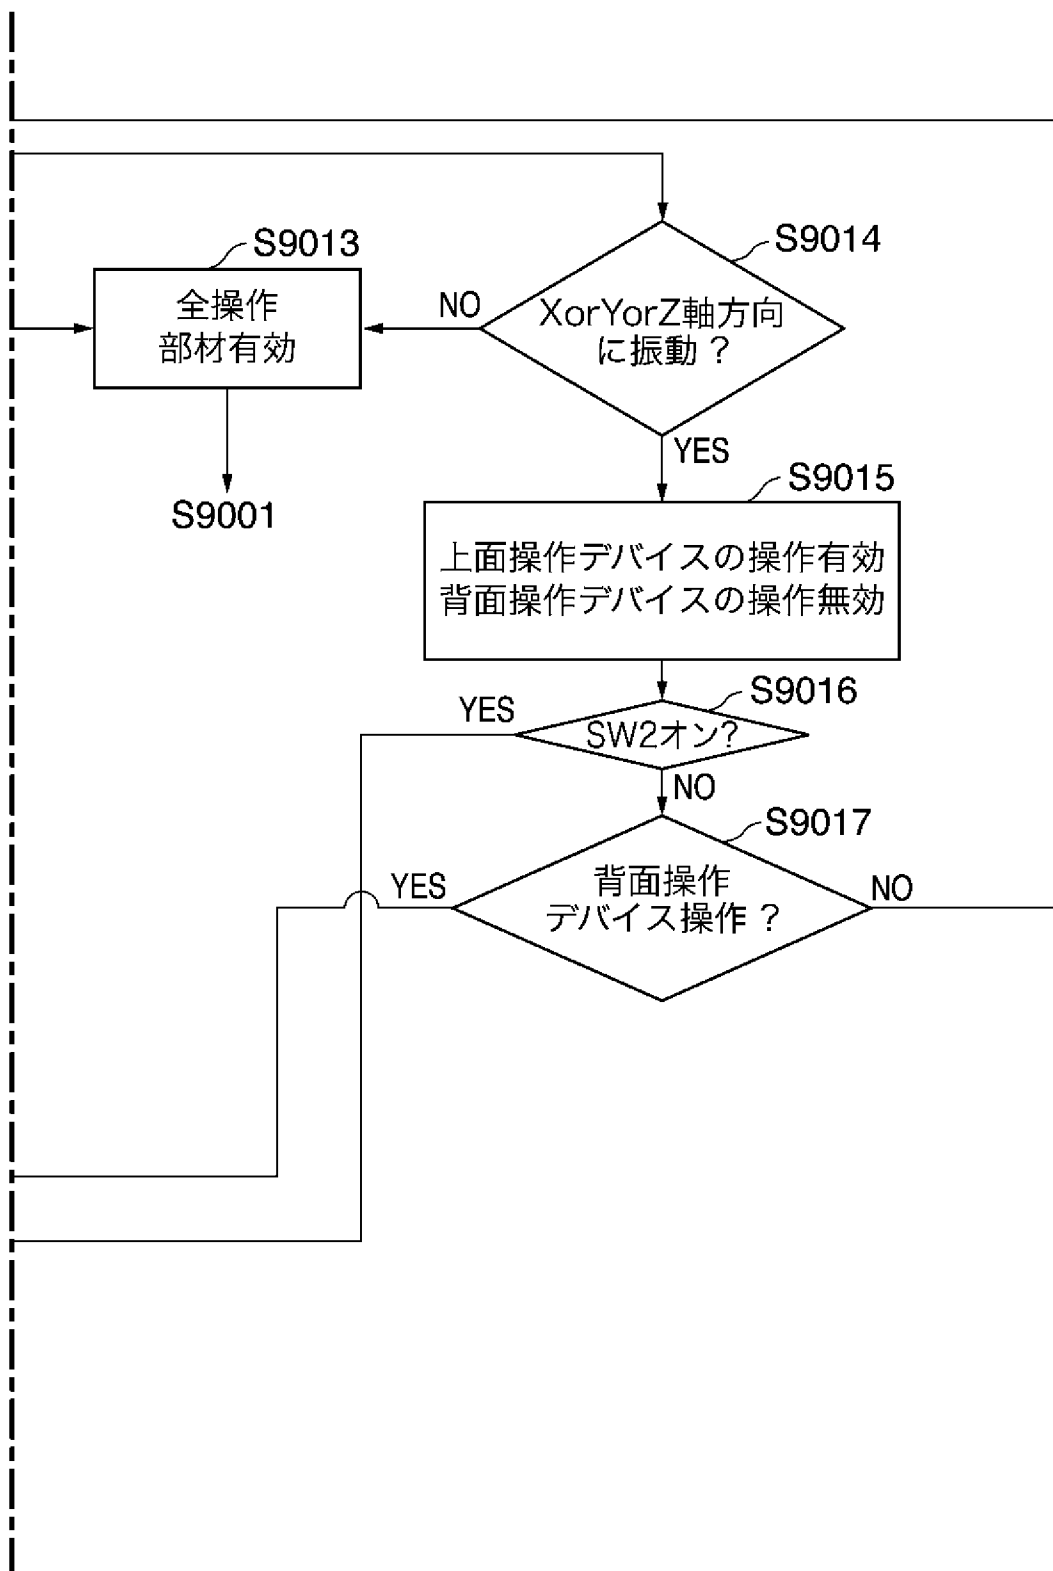 S9013
全操作
部材有効
S9001
S9014
XorYorZ軸方向
に振動？
NO
YES
S9015
上面操作デバイスの操作有効
背面操作デバイスの操作無効
S9016
SW2オン?
YES
NO
S9017
背面操作
デバイス操作？
YES
NO